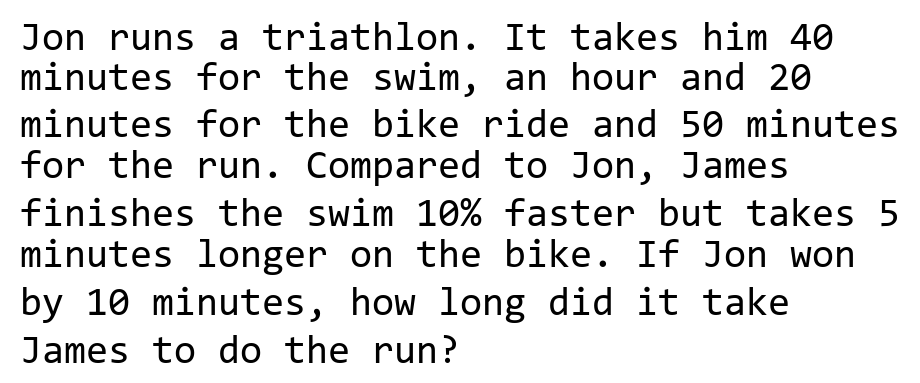 Jon runs a triathlon. It takes him 40
minutes for the swim, an hour and 20
minutes for the bike ride and 50 minutes
for the run. Compared to Jon, James
finishes the swim 10% faster but takes 5
minutes longer on the bike. If Jon won
by 10 minutes, how long did it take
James to do the run?